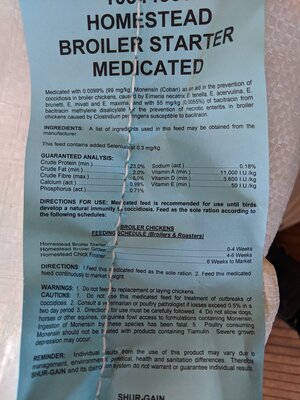 HOMESTEAD
BROILER STARTER
MEDICATED
Medicated with 0.0099% (99 mg/kg) Monensin (Coban) as an aid in the prevention of
coccidiosis in broiler chickens, caused by Eimeria necatrix, E. tenella, E. acervulina, E.
brunetti, E. mivati and E. maxima, and with 55 mg/kg (0.0055%) of bacitracin from
bacitracin methylene disalicylate for the prevention of necrotic enteritis in broiler
chickens caused by Clostridium perfringens susceptible to bacitracin.
INGREDIENTS: A list of ingredients used in this feed may be obtained from the
manufacturer.
This feed contains added Selenium at 0.3 mg/kg.
GUARANTEED ANALYSIS:
Crude Protein (min.) 23.0% Sodium (act.) 0.18%
Crude Fat (min.) 2.0% Vitamin A (min.) 11,000 I.U./kg
Crude Fibre (max.) Vitamin D (min.) 3,600 I.U./kg
Calcium (act.) 0.99% Vitamin E (min.) 50 I.U./kg
Phosphorus (act.) 0.71%
DIRECTIONS FOR USE: Medicated feed is recommended for use until birds
develop a natural immunity to coccidiosis. Feed as the sole ration according to
the following schedules:
BROILER CHICKENS
FEEDING SCHEDULE (Broilers & Roasters)
Homestead Broiler Starter 0-4 Weeks
Homestead Broiler Grower 4-6 Weeks
Homestead Chick Finisher 6 Weeks to Market
DIRECTIONS: 1. Feed this medicated feed as the sole ration. 2. Feed this medicated
feed continuously to market weight.
WARNINGS: 1. Do not feed to replacement or laying chickens.
CAUTIONS: 1. Do not use this medicated feed for treatment of outbreaks of
coccidiosis. 2. Consult a veterinarian or poultry pathologist if losses exceed 0.5% in a
two day period. 3. Directions for use must be carefully followed. 4. Do not allow dogs,
horses or other equines, or guinea fowl access to formulations containing Monensin.
Ingestion of Monensin by these species has been fatal. 5. Poultry consuming
Monensin should not be treated with products containing Tiamulin. Severe growth
depression may occur.
REMINDER: Individual results from the use of this product may vary due to
management, environmental, genetical, health and sanitation differences. Therefore,
SHUR-GAIN and its distribution system do not warrant or guarantee individual results.
SHUR-GAIN